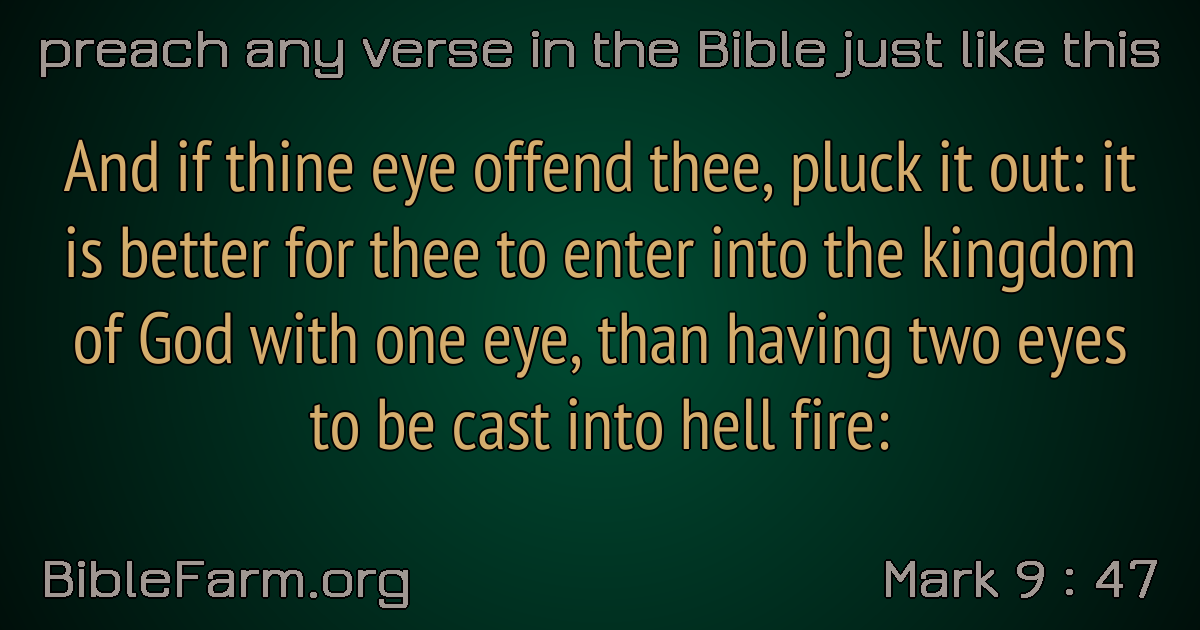 preach any verse in the Bible just like this
And if thine eye offend thee, pluck it out: it
is better for thee to enter into the kingdom
of God with one eye, than having two eyes
to be cast into hell fire:
BibleFarm.org
Mark 9 : 47